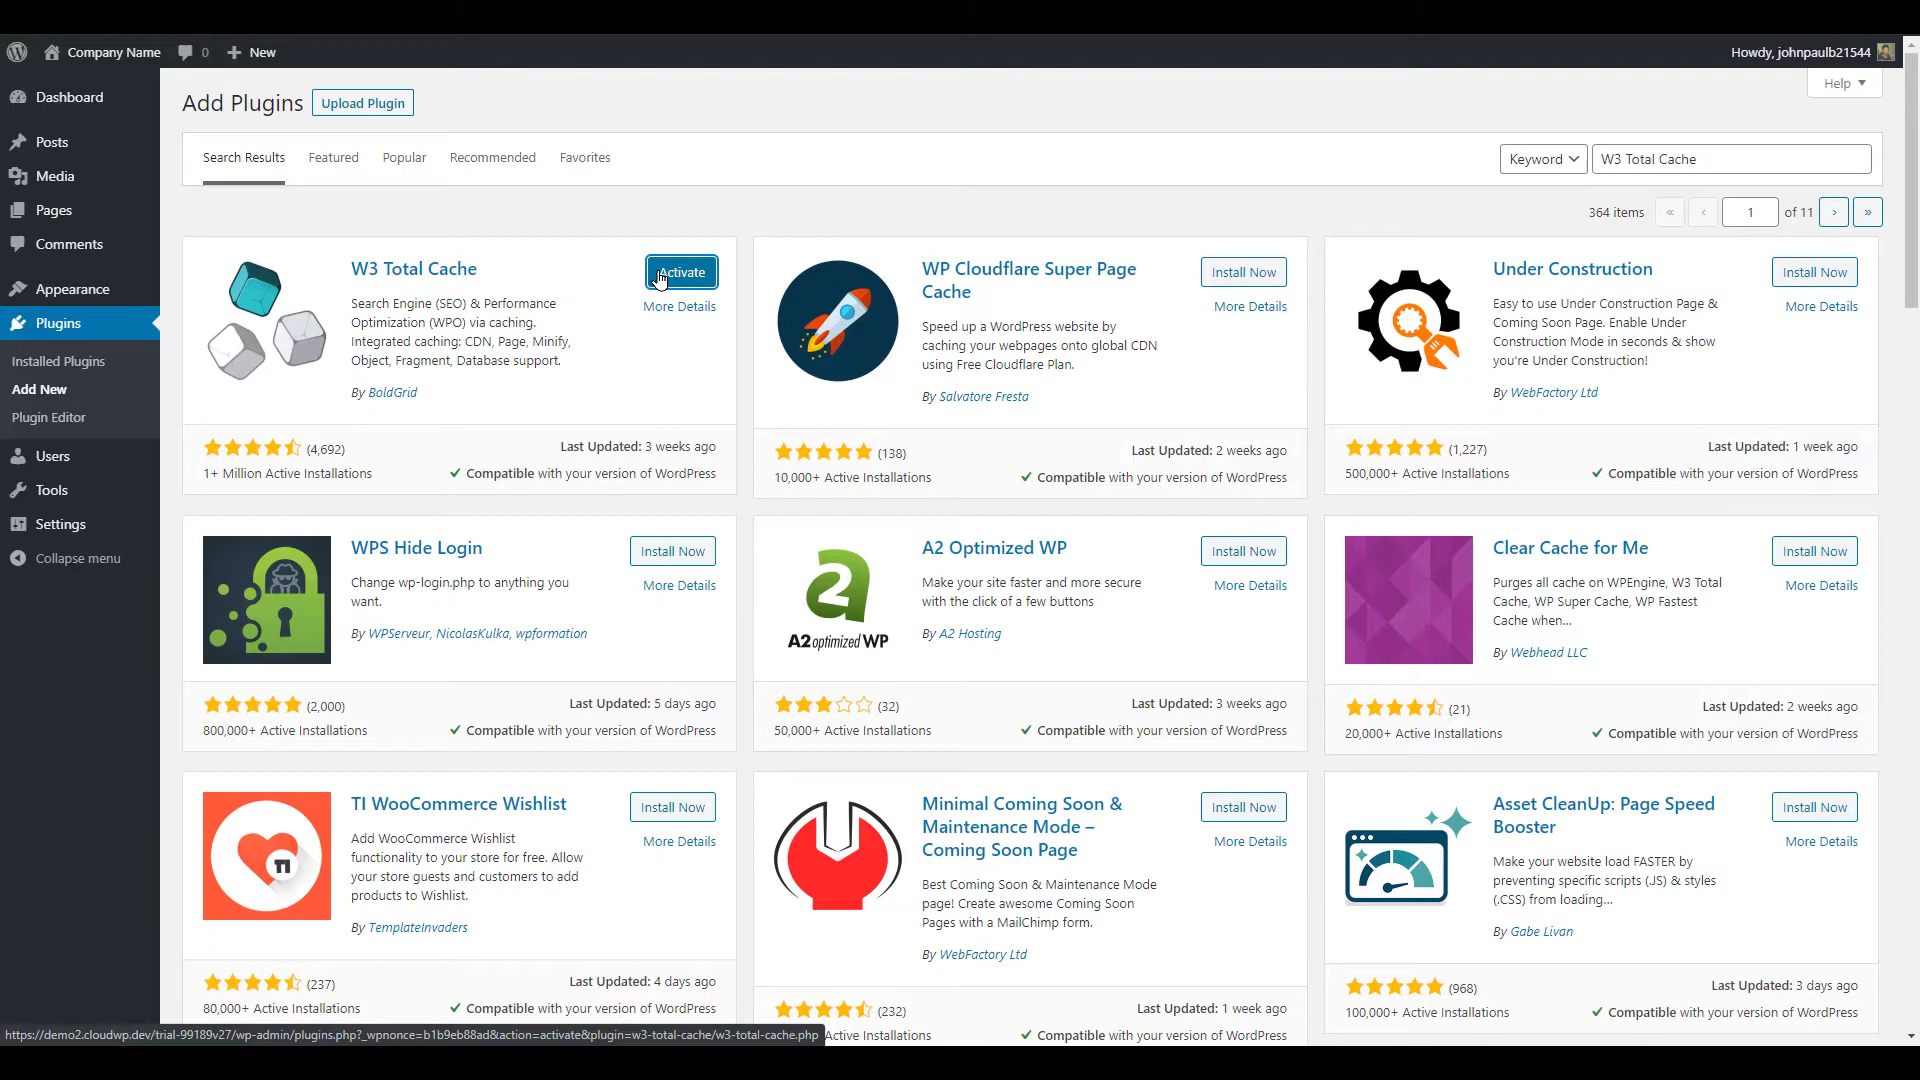 Company Name
0
New
Howdy, johnpaulb21544
Dashboard
Posts
Media
Pages
Comments
Appearance
Plugins
Installed Plugins
Add New
Plugin Editor
Users
Tools
Settings
Collapse menu
Help
Add Plugins
Upload Plugin
Search Results
Featured
Popular
Recommended
Favorites
Keyword
W3 Total Cache
364 items
«
‹
1
of 11
›
»
W3 Total Cache
Activate
More Details
Search Engine (SEO) & Performance
Optimization (WPO) via caching.
Integrated caching: CDN, Page, Minify,
Object, Fragment, Database support.
By BoldGrid
(4,692)
Last Updated: 3 weeks ago
1+ Million Active Installations
Compatible with your version of WordPress
WP Cloudflare Super Page
Cache
Install Now
More Details
Speed up a WordPress website by
caching your webpages onto global CDN
using Free Cloudflare Plan.
By Salvatore Fresta
(138)
Last Updated: 2 weeks ago
10,000+ Active Installations
Compatible with your version of WordPress
Under Construction
Install Now
More Details
Easy to use Under Construction Page &
Coming Soon Page. Enable Under
Construction Mode in seconds & show
you're Under Construction!
By WebFactory Ltd
(1,227)
Last Updated: 1 week ago
500,000+ Active Installations
Compatible with your version of WordPress
WPS Hide Login
Install Now
More Details
Change wp-login.php to anything you
want.
By WPServeur, NicolasKulka, wpformation
(2,000)
Last Updated: 5 days ago
800,000+ Active Installations
Compatible with your version of WordPress
a2
A2 optimized WP
A2 Optimized WP
Install Now
More Details
Make your site faster and more secure
with the click of a few buttons
By A2 Hosting
(32)
Last Updated: 3 weeks ago
50,000+ Active Installations
Compatible with your version of WordPress
Clear Cache for Me
Install Now
More Details
Purges all cache on WPEngine, W3 Total
Cache, WP Super Cache, WP Fastest
Cache when...
By Webhead LLC
(21)
Last Updated: 2 weeks ago
20,000+ Active Installations
Compatible with your version of WordPress
TI
TI WooCommerce Wishlist
Install Now
More Details
Add WooCommerce Wishlist
functionality to your store for free. Allow
your store guests and customers to add
products to Wishlist.
By TemplateInvaders
(237)
Last Updated: 4 days ago
80,000+ Active Installations
Compatible with your version of WordPress
Minimal Coming Soon &
Maintenance Mode –
Coming Soon Page
Install Now
More Details
Best Coming Soon & Maintenance Mode
page! Create awesome Coming Soon
Pages with a MailChimp form.
By WebFactory Ltd
(232)
Last Updated: 1 week ago
Active Installations
Compatible with your version of WordPress
Asset CleanUp: Page Speed
Booster
Install Now
More Details
Make your website load FASTER by
preventing specific scripts (.JS) & styles
(.CSS) from loading...
By Gabe Livan
(968)
Last Updated: 3 days ago
100,000+ Active Installations
Compatible with your version of WordPress
https://demo2.cloudwp.dev/trial-99189v27/wp-admin/plugins.php?_wpnonce=b1b9eb88ad&action=activate&plugin=w3-total-cache/w3-total-cache.php